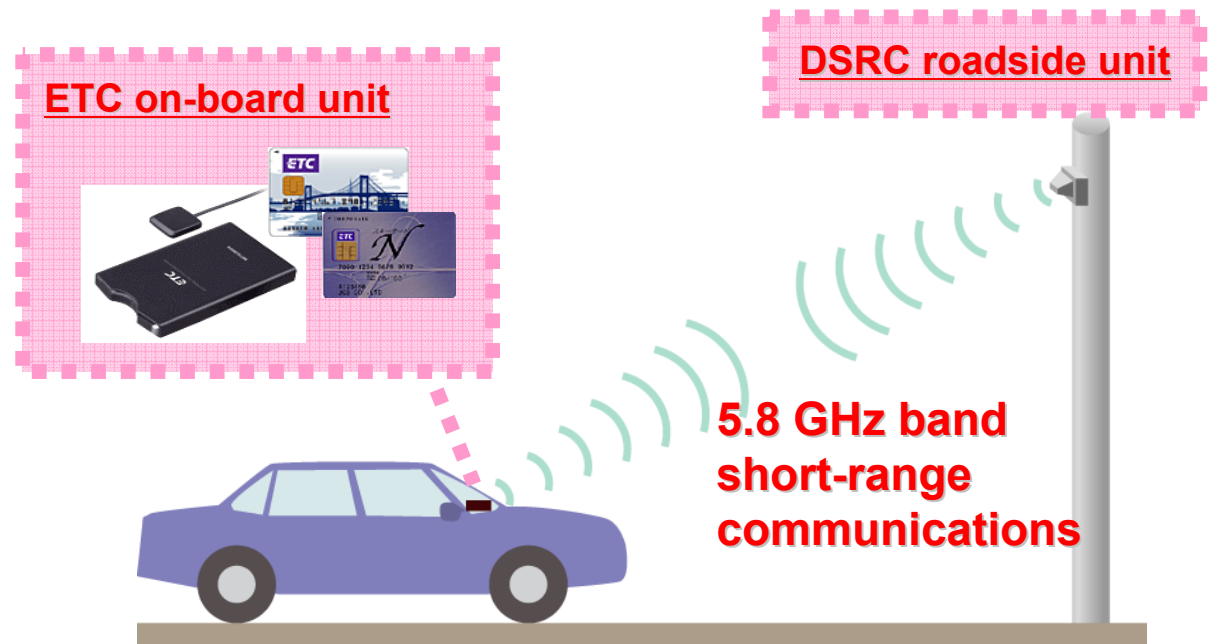 ETC on-board unit
DSRC roadside unit
ETC
ETC
N
ETC
5.8 GHz band
short-range
communications